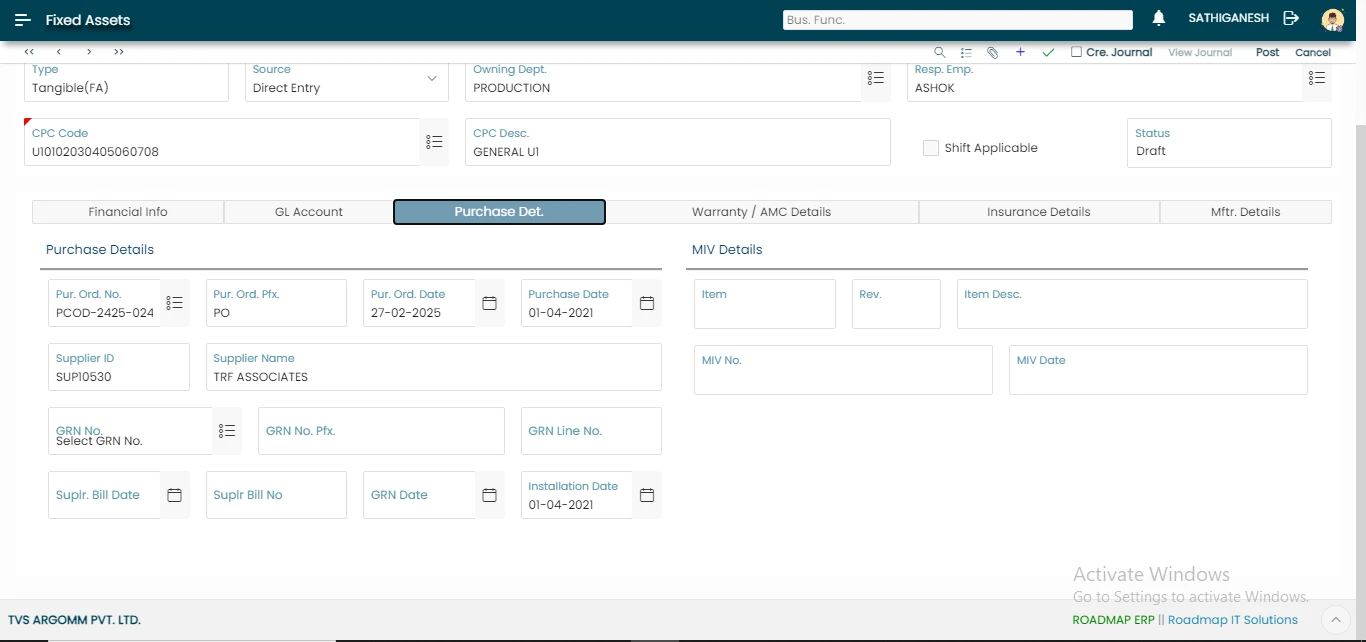 Fixed Assets
Bus. Func.
SATHIGANESH
<< < > >>
Cre. Journal
View Journal
Post
Cancel
Type
Tangible(FA)
Source
Direct Entry
Owning Dept.
PRODUCTION
Resp. Emp.
ASHOK
CPC Code
U10102030405060708
CPC Desc.
GENERAL U1
Shift Applicable
Status
Draft
Financial Info
GL Account
Purchase Det.
Warranty / AMC Details
Insurance Details
Mftr. Details
Purchase Details
Pur. Ord. No.
PCOD-2425-024
Pur. Ord. Pfx.
PO
Pur. Ord. Date
27-02-2025
Purchase Date
01-04-2021
Supplier ID
SUP10530
Supplier Name
TRF ASSOCIATES
GRN No.
Select GRN No.
GRN No. Pfx.
GRN Line No.
Suplr. Bill Date
Suplr Bill No
GRN Date
Installation Date
01-04-2021
MIV Details
Item
Rev.
Item Desc.
MIV No.
MIV Date
Activate Windows
Go to Settings to activate Windows.
TVS ARGOMM PVT. LTD.
ROADMAP ERP || Roadmap IT Solutions